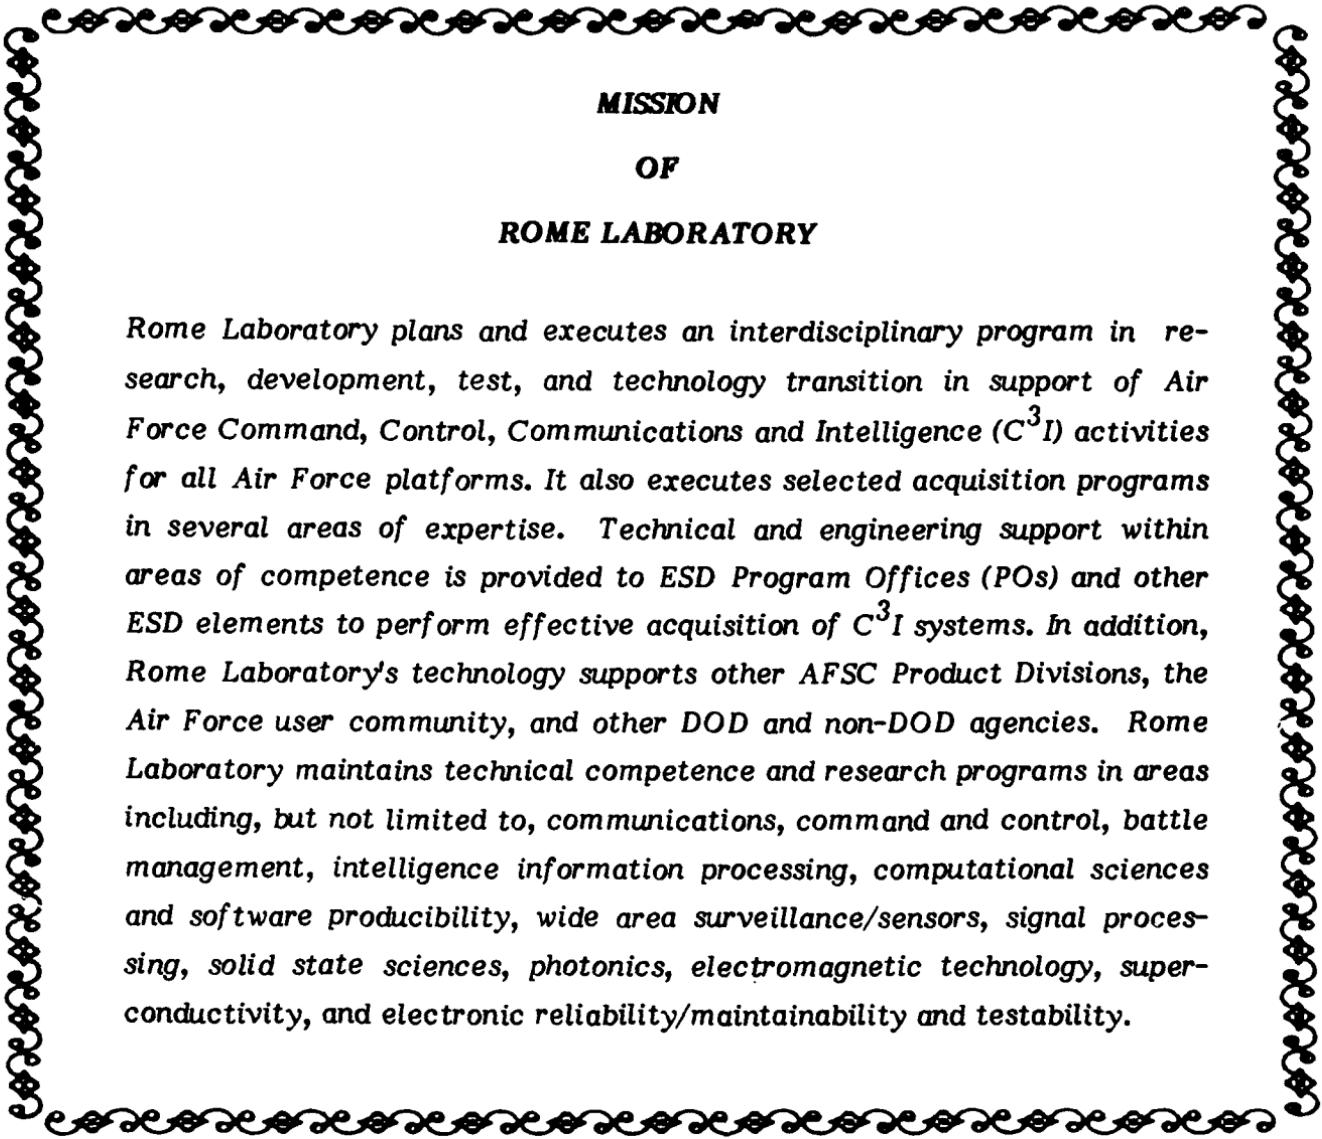 MISSION
OF
ROME LABORATORY
Rome Laboratory plans and executes an interdisciplinary program in re-
search, development, test, and technology transition in support of Air
Force Command, Control, Communications and Intelligence (C³I) activities
for all Air Force platforms. It also executes selected acquisition programs
in several areas of expertise. Technical and engineering support within
areas of competence is provided to ESD Program Offices (POs) and other
ESD elements to perform effective acquisition of C³I systems. In addition,
Rome Laboratory's technology supports other AFSC Product Divisions, the
Air Force user community, and other DOD and non-DOD agencies. Rome
Laboratory maintains technical competence and research programs in areas
including, but not limited to, communications, command and control, battle
management, intelligence information processing, computational sciences
and software producibility, wide area surveillance/sensors, signal proces-
sing, solid state sciences, photonics, electromagnetic technology, super-
conductivity, and electronic reliability/maintainability and testability.